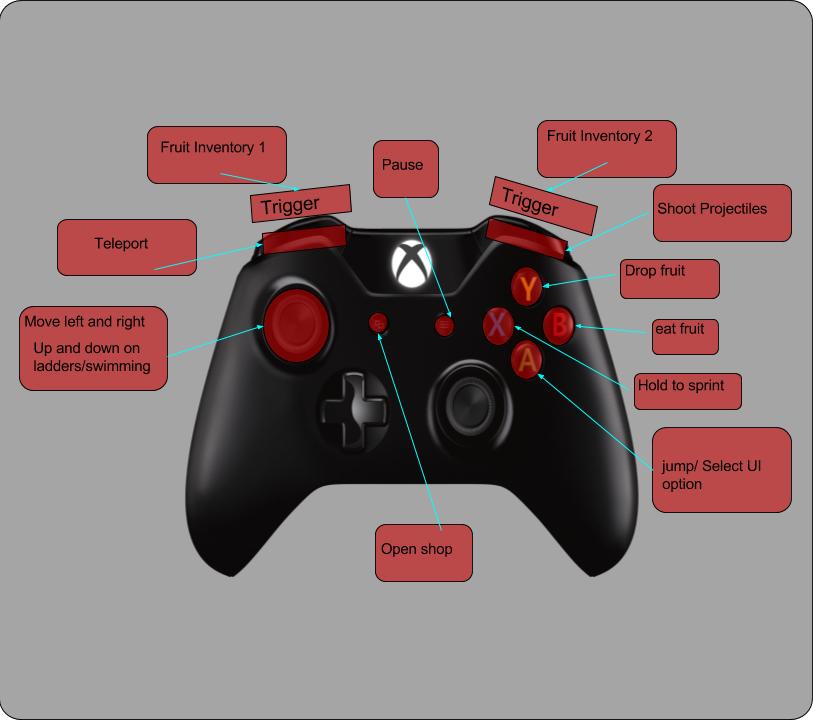 Fruit Inventory 1
Fruit Inventory 2
Pause
Trigger
Trigger
Shoot Projectiles
Teleport
Drop fruit
Y
Move left and right
Up and down on
ladders/swimming
X
B
eat fruit
A
Hold to sprint
jump/ Select UI
option
Open shop